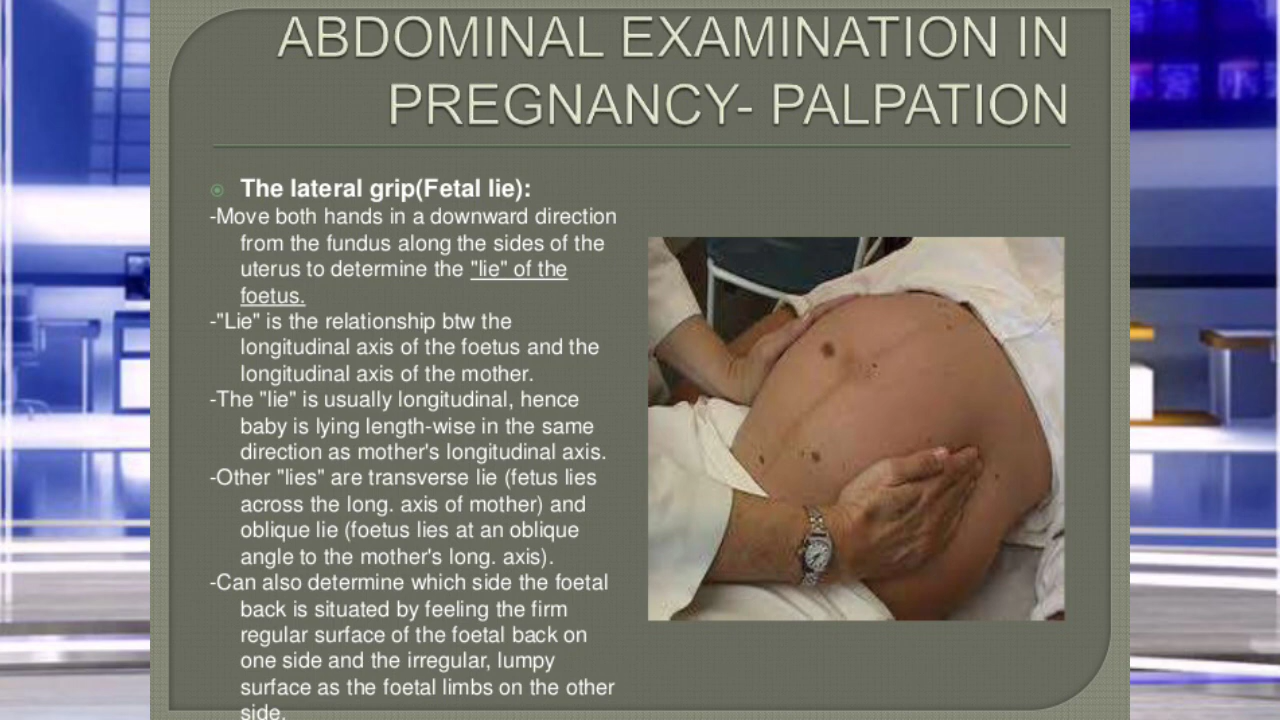 ABDOMINAL EXAMINATION IN
PREGNANCY- PALPATION
The lateral grip(Fetal lie):
-Move both hands in a downward direction
from the fundus along the sides of the
uterus to determine the "lie" of the
foetus.
-"Lie" is the relationship btw the
longitudinal axis of the foetus and the
longitudinal axis of the mother.
-The "lie" is usually longitudinal, hence
baby is lying length-wise in the same
direction as mother's longitudinal axis.
-Other "lies" are transverse lie (fetus lies
across the long. axis of mother) and
oblique lie (foetus lies at an oblique
angle to the mother's long. axis).
-Can also determine which side the foetal
back is situated by feeling the firm
regular surface of the foetal back on
one side and the irregular, lumpy
surface as the foetal limbs on the other
side.